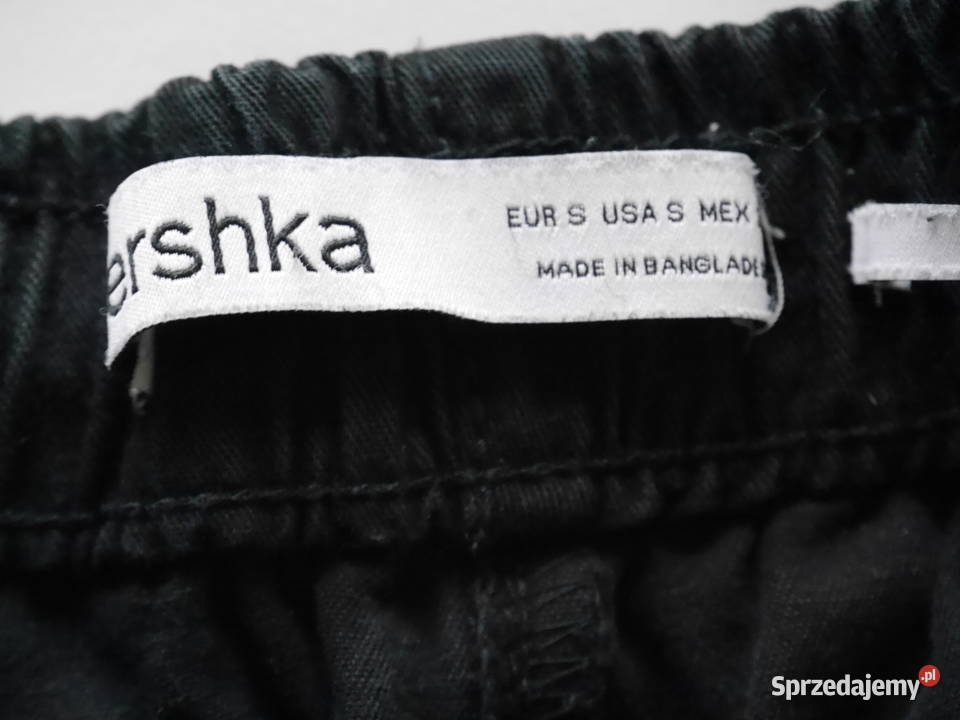 ershka
EUR S USA S MEX
MADE IN BANGLADE
Sprzedajemy.pl